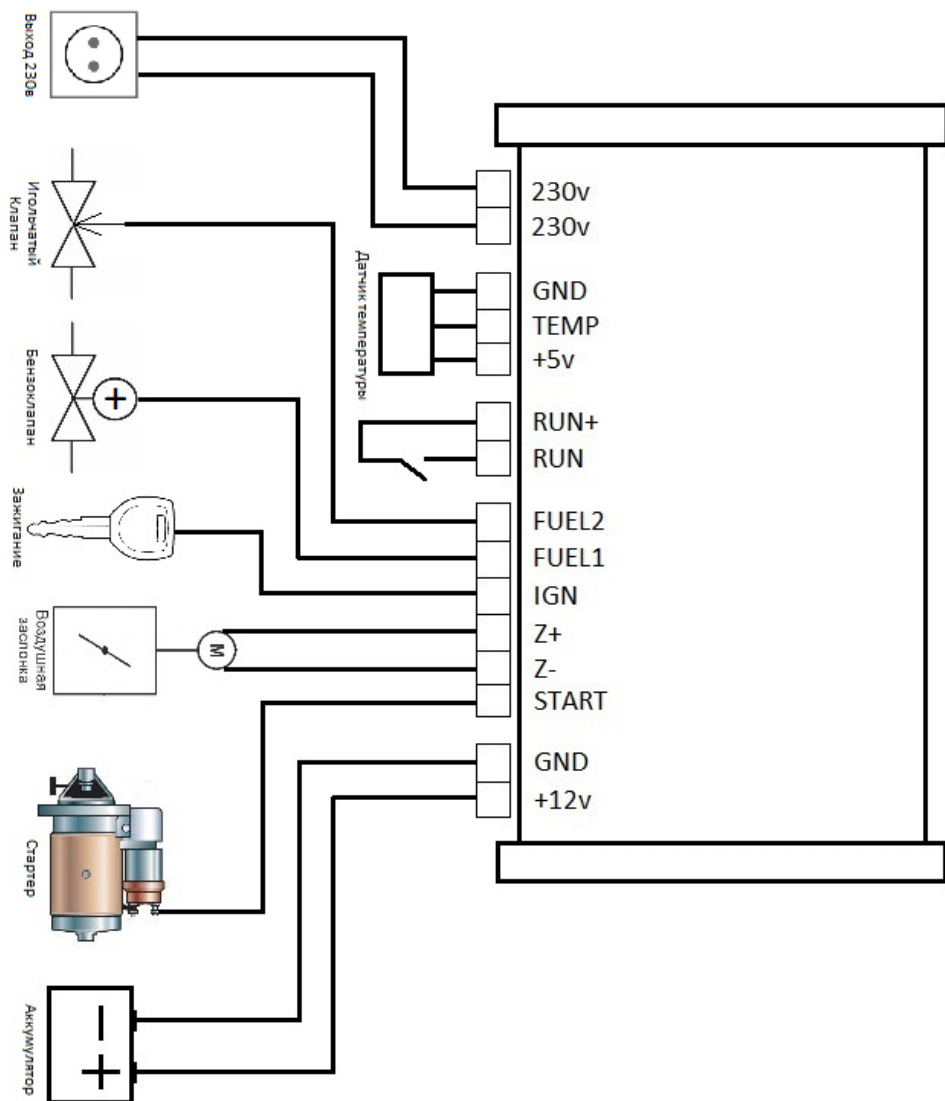 Выход 230в
Игольчатый
Клапан
Бензоклапан
Зажигание
Воздушная
заслонка
M
Стартер
Аккумулятор
Датчик температуры
230v
230v
GND
TEMP
+5v
RUN+
RUN
FUEL2
FUEL1
IGN
Z+
Z-
START
GND
+12v